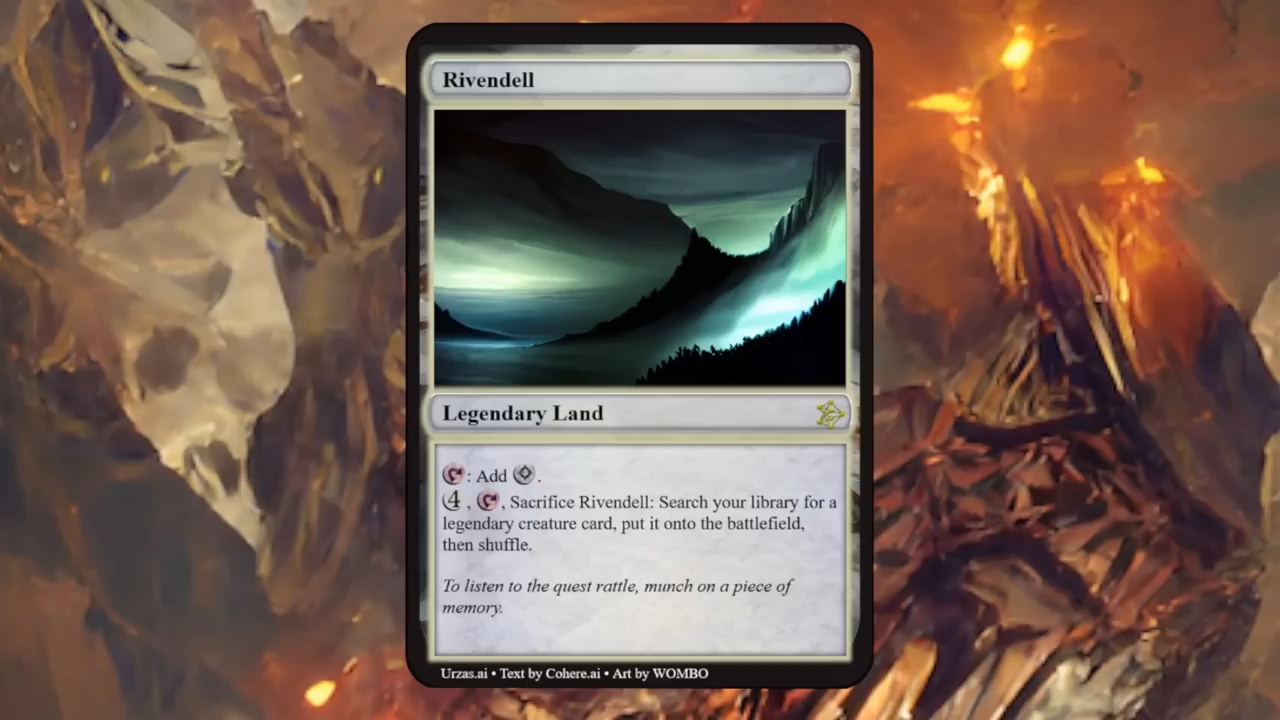 Rivendell
Legendary Land
: Add .
4 , , Sacrifice Rivendell: Search your library for a
legendary creature card, put it onto the battlefield,
then shuffle.
To listen to the quest rattle, munch on a piece of
memory.
Urzas.ai • Text by Cohere.ai • Art by WOMBO